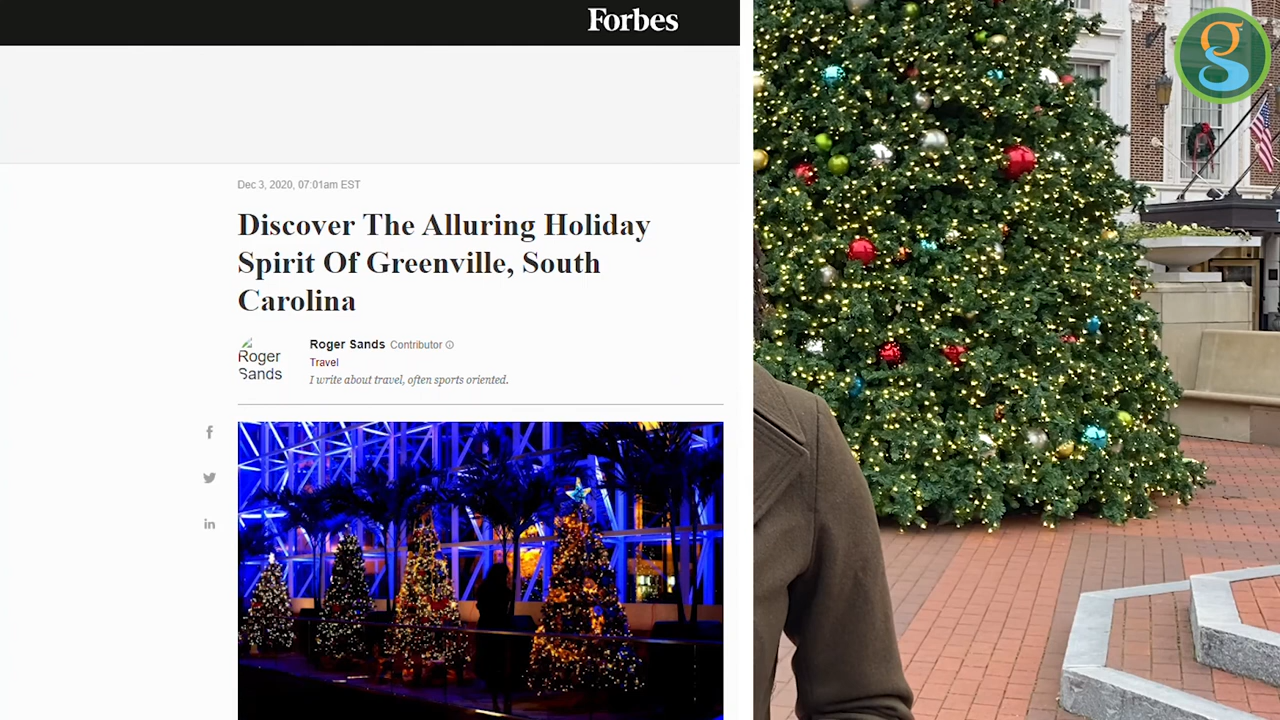 Forbes
Dec 3, 2020, 07:01am EST
Discover The Alluring Holiday
Spirit Of Greenville, South
Carolina
Roger
Sands
Roger Sands Contributor
Travel
I write about travel, often sports oriented.
f
in
g